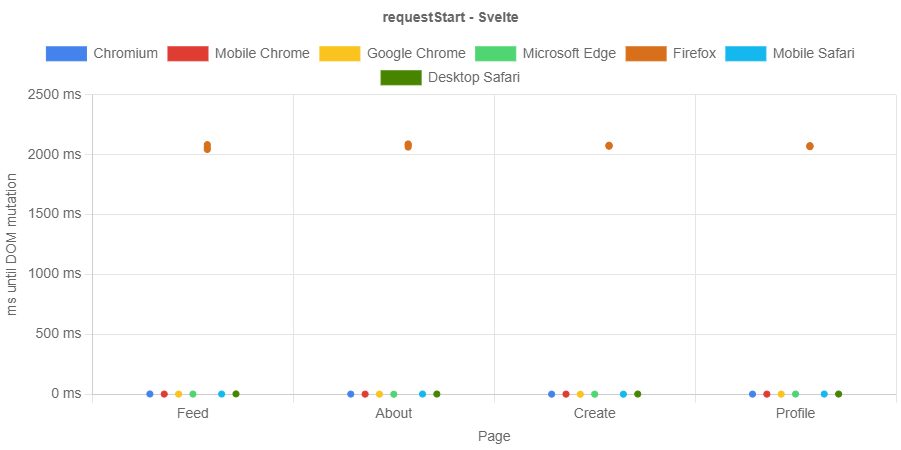 requestStart - Svelte
Chromium Mobile Chrome Google Chrome Microsoft Edge Firefox Mobile Safari
Desktop Safari
2500 ms
2000 ms
1500 ms
1000 ms
500 ms
0 ms
ms until DOM mutation
Feed About Create Profile
Page